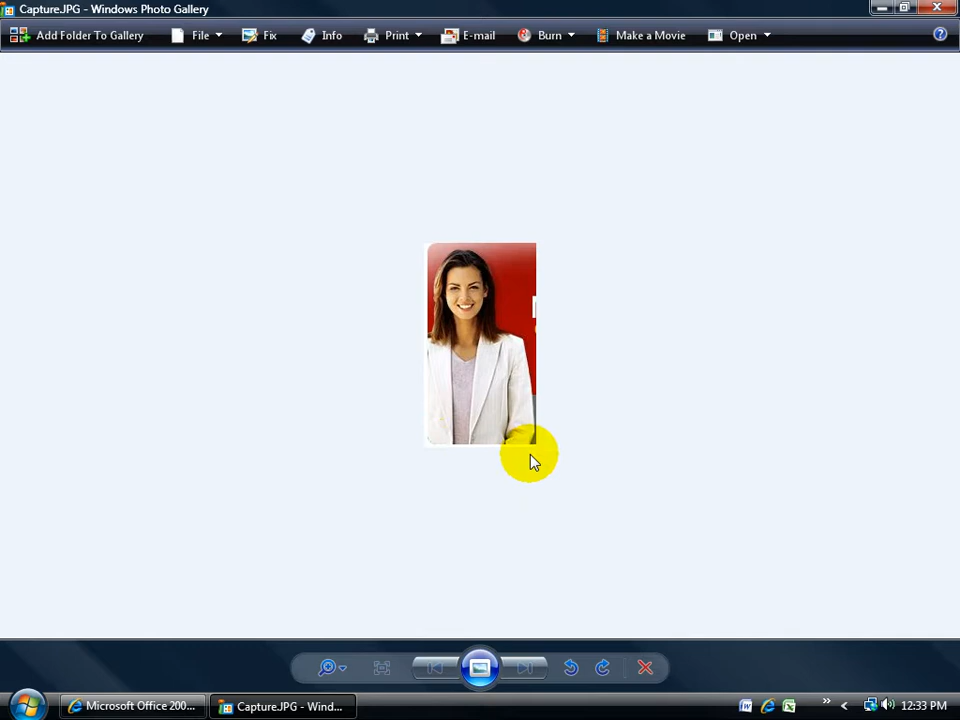 Capture.JPG - Windows Photo Gallery
Add Folder To Gallery File Fix Info Print E-mail Burn Make a Movie Open
Microsoft Office 200... Capture.JPG - Wind... 12:33 PM